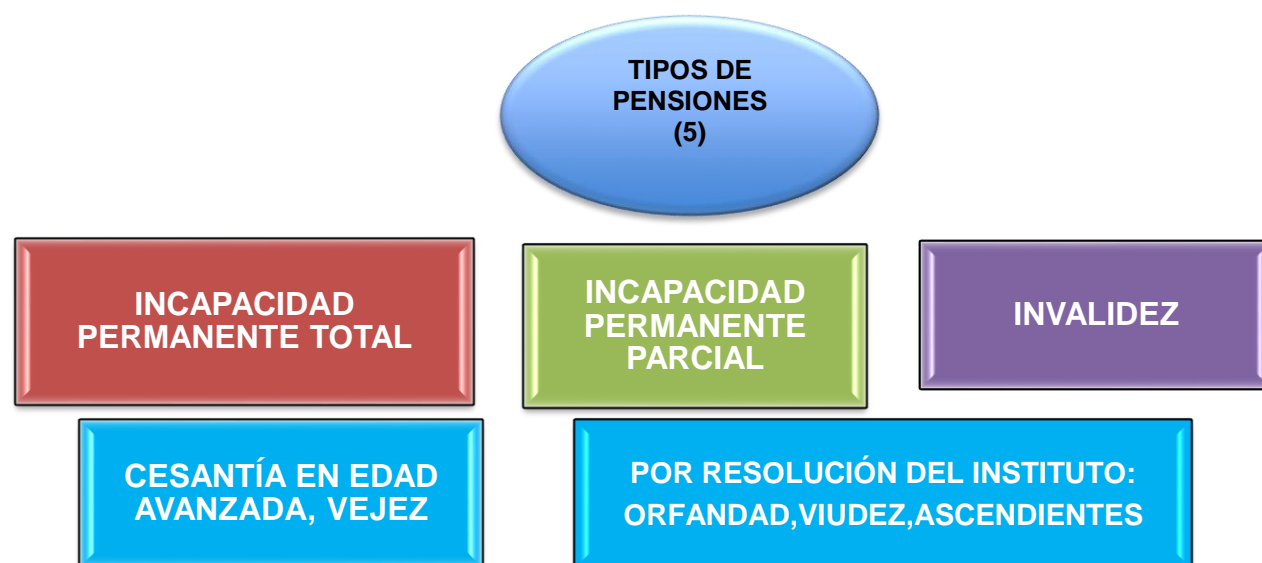 TIPOS DE
PENSIONES
(5)
INCAPACIDAD
PERMANENTE TOTAL
INCAPACIDAD
PERMANENTE
PARCIAL
INVALIDEZ
CESANTÍA EN EDAD
AVANZADA, VEJEZ
POR RESOLUCIÓN DEL INSTITUTO:
ORFANDAD,VIUDEZ,ASCENDIENTES